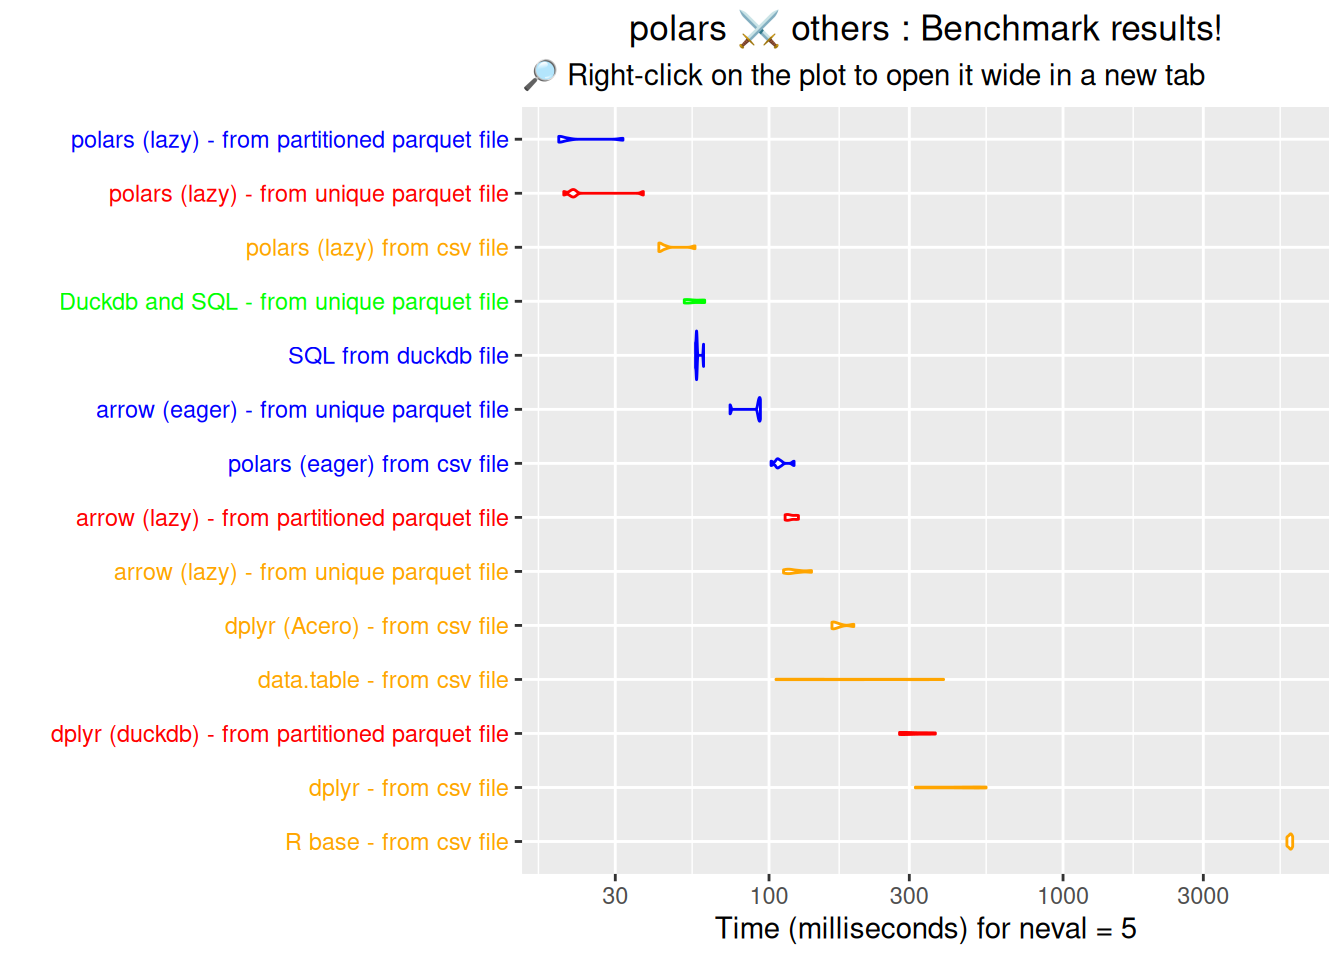 polars ⚔️ others : Benchmark results!
🔎 Right-click on the plot to open it wide in a new tab
polars (lazy) - from partitioned parquet file
polars (lazy) - from unique parquet file
polars (lazy) from csv file
Duckdb and SQL - from unique parquet file
SQL from duckdb file
arrow (eager) - from unique parquet file
polars (eager) from csv file
arrow (lazy) - from partitioned parquet file
arrow (lazy) - from unique parquet file
dplyr (Acero) - from csv file
data.table - from csv file
dplyr (duckdb) - from partitioned parquet file
dplyr - from csv file
R base - from csv file
30 100 300 1000 3000
Time (milliseconds) for neval = 5